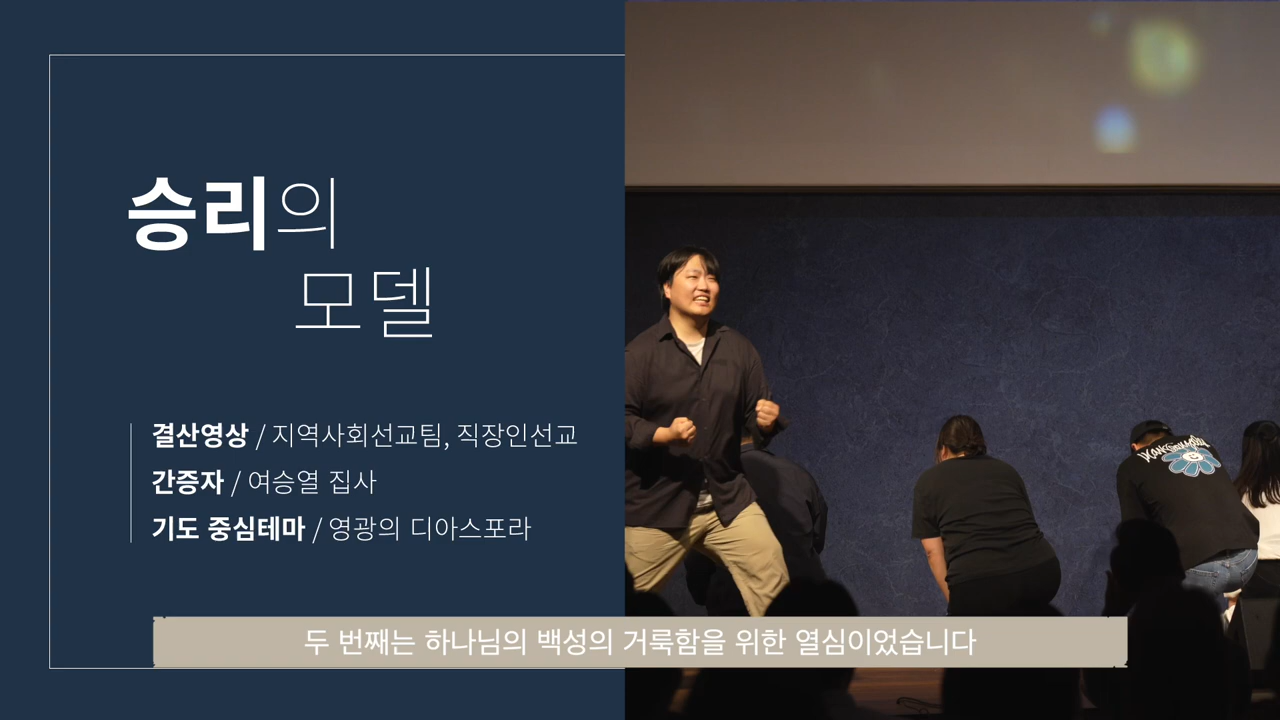 승리의
모델
결산영상 / 지역사회선교팀, 직장인선교
간증자 / 여승열 집사
기도 중심테마 / 영광의 디아스포라
두 번째는 하나님의 백성의 거룩함을 위한 열심이었습니다